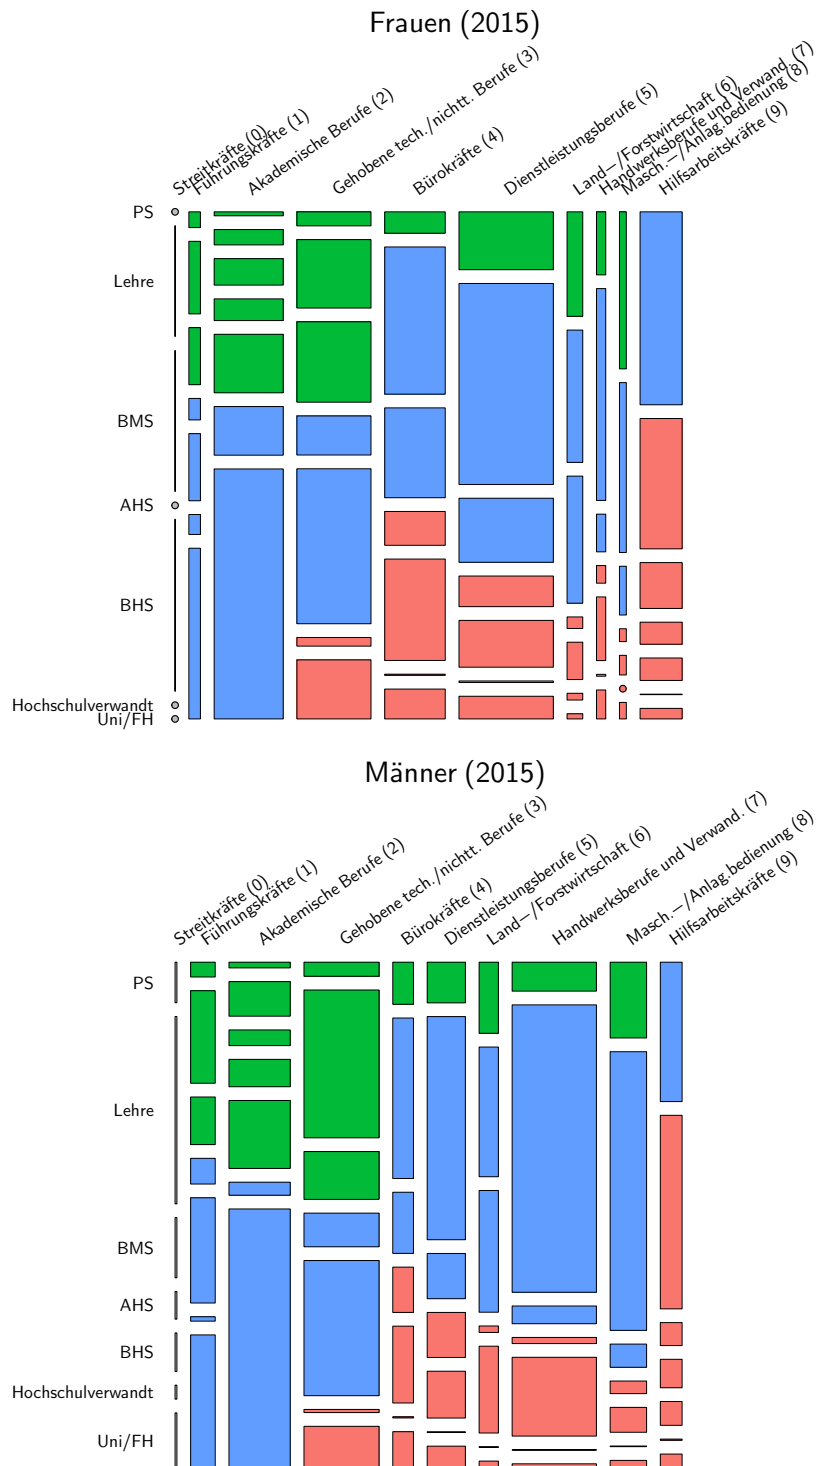 Frauen (2015)
Streitkräfte (0)
Führungskräfte (1)
Akademische Berufe (2)
Gehobene tech./nichtt. Berufe (3)
Bürokräfte (4)
Dienstleistungsberufe (5)
Land−/Forstwirtschaft (6)
Handwerksberufe und Verwand. (7)
Masch.−/Anlag.bedienung (8)
Hilfsarbeitskräfte (9)
PS
Lehre
BMS
AHS
BHS
Hochschulverwandt
Uni/FH
Männer (2015)
Streitkräfte (0)
Führungskräfte (1)
Akademische Berufe (2)
Gehobene tech./nichtt. Berufe (3)
Bürokräfte (4)
Dienstleistungsberufe (5)
Land−/Forstwirtschaft (6)
Handwerksberufe und Verwand. (7)
Masch.−/Anlag.bedienung (8)
Hilfsarbeitskräfte (9)
PS
Lehre
BMS
AHS
BHS
Hochschulverwandt
Uni/FH